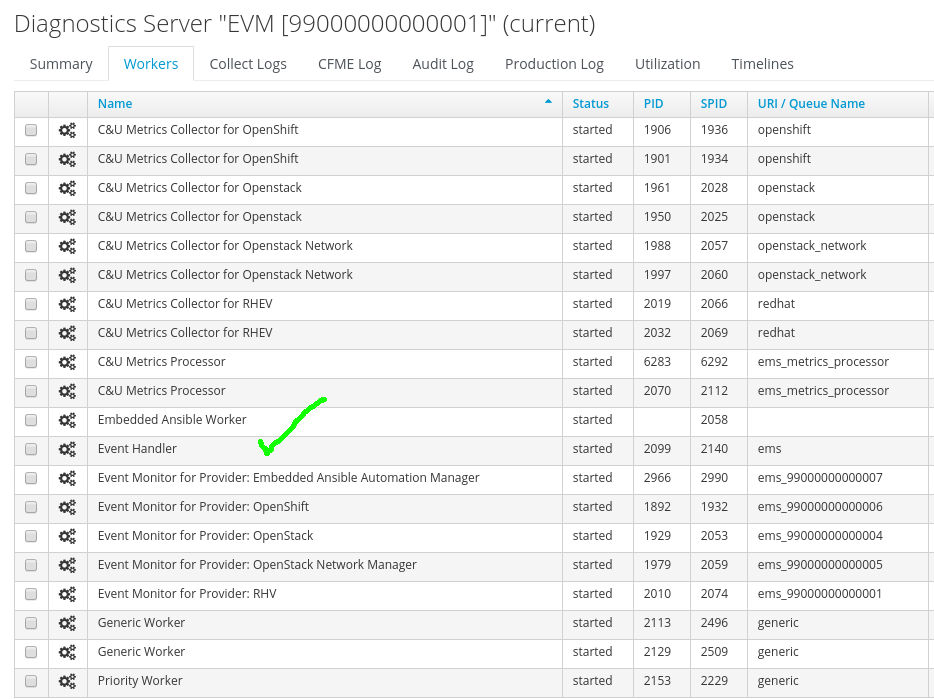 Diagnostics Server "EVM [99000000000001]" (current)
Summary Workers Collect Logs CFME Log Audit Log Production Log Utilization Timelines
Name Status PID SPID URI / Queue Name
C&U Metrics Collector for OpenShift started 1906 1936 openshift
C&U Metrics Collector for OpenShift started 1901 1934 openshift
C&U Metrics Collector for Openstack started 1961 2028 openstack
C&U Metrics Collector for Openstack started 1950 2025 openstack
C&U Metrics Collector for Openstack Network started 1988 2057 openstack_network
C&U Metrics Collector for Openstack Network started 1997 2060 openstack_network
C&U Metrics Collector for RHEV started 2019 2066 redhat
C&U Metrics Collector for RHEV started 2032 2069 redhat
C&U Metrics Processor started 6283 6292 ems_metrics_processor
C&U Metrics Processor started 2070 2112 ems_metrics_processor
Embedded Ansible Worker started 2058
Event Handler started 2099 2140 ems
Event Monitor for Provider: Embedded Ansible Automation Manager started 2966 2990 ems_99000000000007
Event Monitor for Provider: OpenShift started 1892 1932 ems_99000000000006
Event Monitor for Provider: OpenStack started 1929 2053 ems_99000000000004
Event Monitor for Provider: OpenStack Network Manager started 1979 2059 ems_99000000000005
Event Monitor for Provider: RHV started 2010 2074 ems_99000000000001
Generic Worker started 2113 2496 generic
Generic Worker started 2129 2509 generic
Priority Worker started 2153 2229 generic